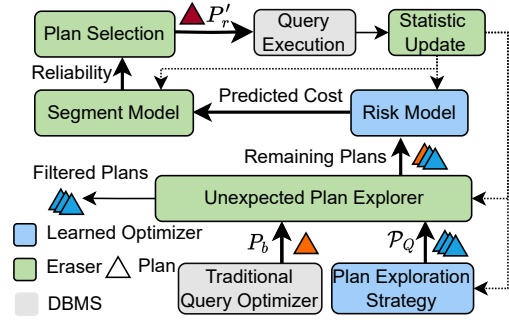 Plan Selection
P′r
Query
Execution
Statistic
Update
Reliability
Segment Model
Predicted Cost
Risk Model
Remaining Plans
Filtered Plans
Unexpected Plan Explorer
Learned Optimizer
Eraser
Plan
DBMS
Pb
PQ
Traditional
Query Optimizer
Plan Exploration
Strategy